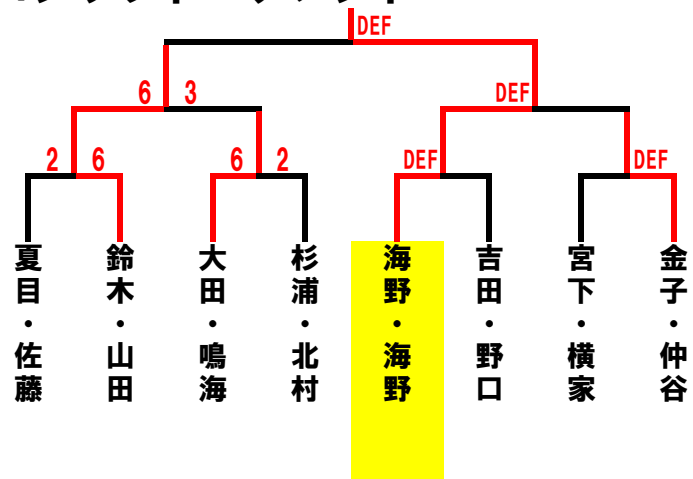 DEF
6 3 DEF
2 6 6 2 DEF DEF
夏目・佐藤
鈴木・山田
大田・鳴海
杉浦・北村
海野・海野
吉田・野口
宮下・横家
金子・仲谷